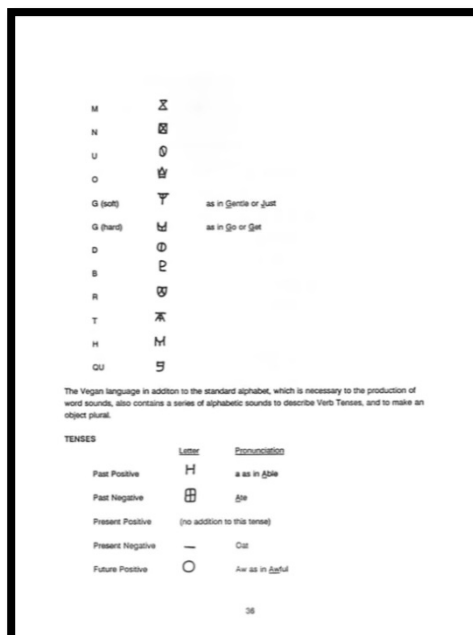 M
N
U
O
G (soft) as in Gentle or Just
G (hard) as in Go or Get
D
B
R
T
H
QU
The Vegan language in additon to the standard alphabet, which is necessary to the production of
word sounds, also contains a series of alphabetic sounds to describe Verb Tenses, and to make an
object plural.
TENSES
Letter Pronunciation
Past Positive H a as in Able
Past Negative Ate
Present Positive (no addition to this tense)
Present Negative — Oat
Future Positive O Aw as in Awful
36